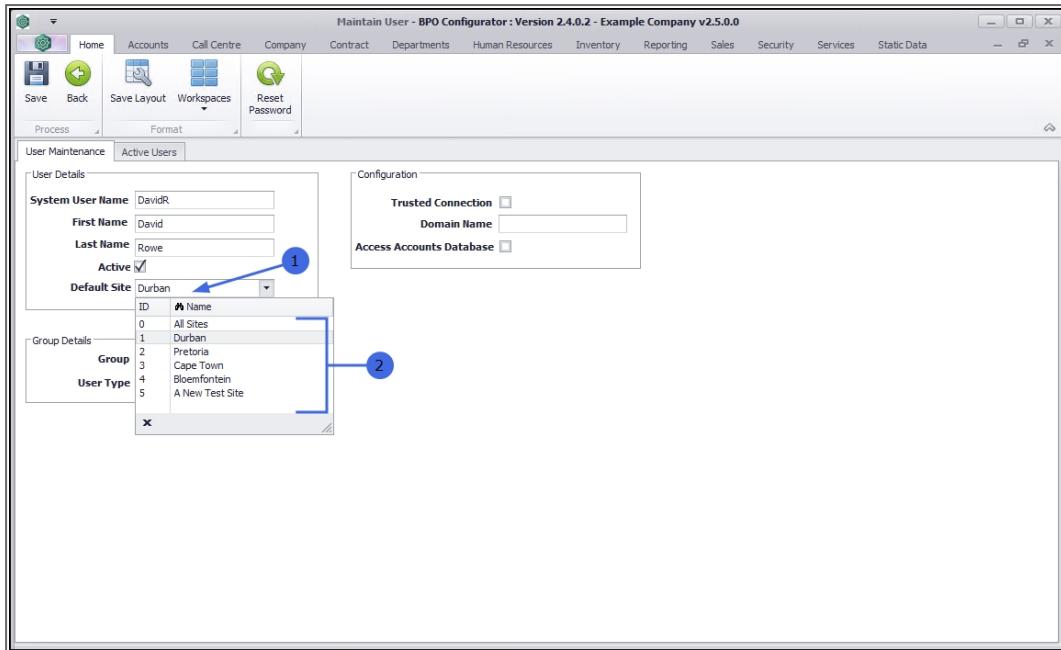 Maintain User - BPO Configurator : Version 2.4.0.2 - Example Company v2.5.0.0
Home Accounts Call Centre Company Contract Departments Human Resources Inventory Reporting Sales Security Services Static Data
Save Back Save Layout Workspaces Reset Password
Process Format
User Maintenance Active Users
User Details Configuration
System User Name DavidR Trusted Connection
First Name David Domain Name
Last Name Rowe Access Accounts Database
Active 1
Default Site Durban
ID Name
0 All Sites
1 Durban
2 Pretoria
3 Cape Town
4 Bloemfontein
5 A New Test Site
Group Details
Group 2
User Type
x